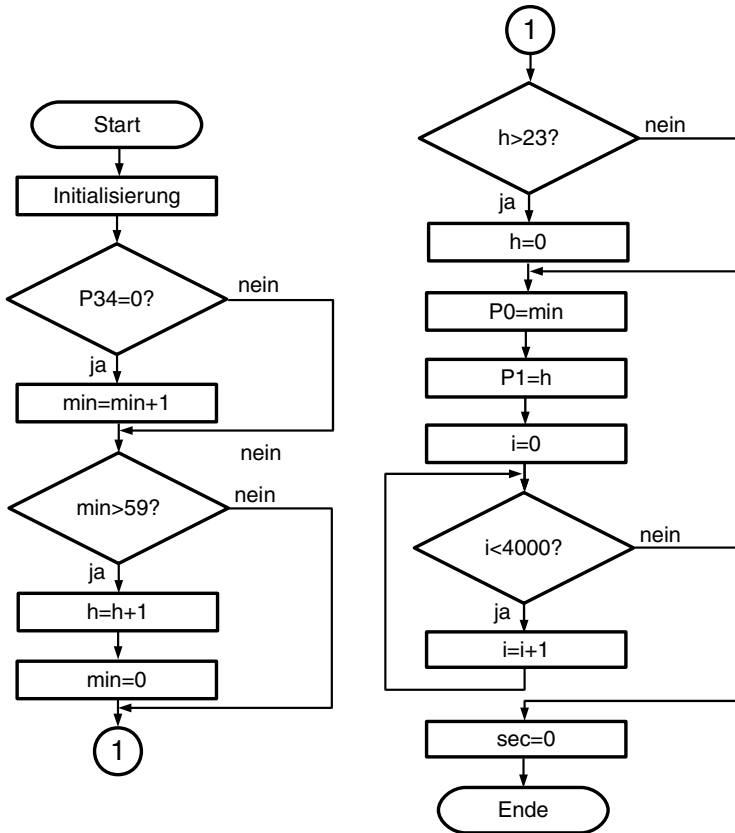 Start
Initialisierung
P34=0?
nein
ja
min=min+1
nein
min>59?
nein
ja
h=h+1
min=0
1
1
h>23?
nein
ja
h=0
P0=min
P1=h
i=0
i<4000?
nein
ja
i=i+1
sec=0
Ende